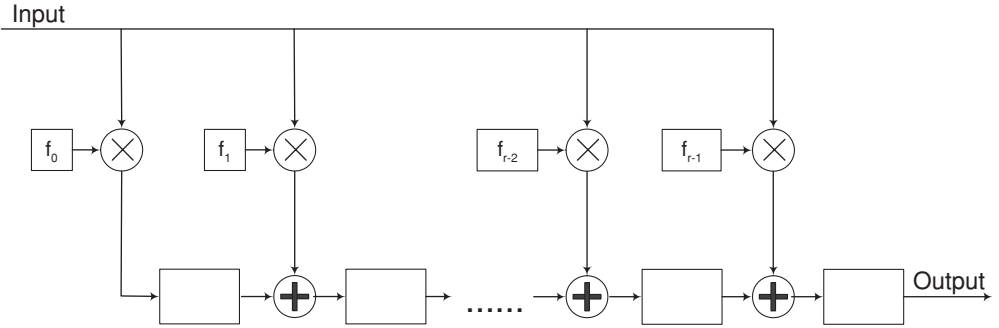 Input
f₀
f₁
fᵣ₋₂
fᵣ₋₁
......
Output